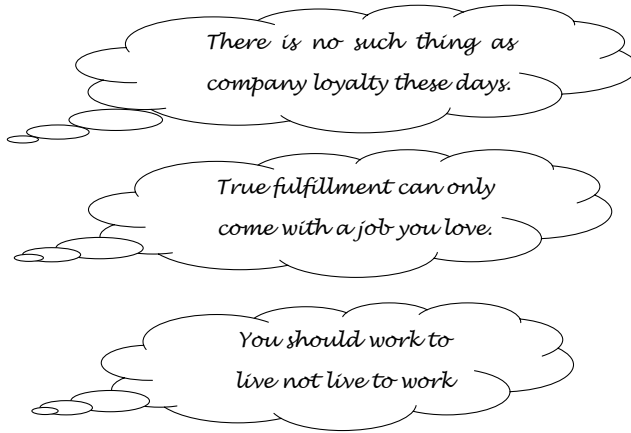 There is no such thing as
company loyalty these days.
True fulfillment can only
come with a job you love.
You should work to
live not live to work